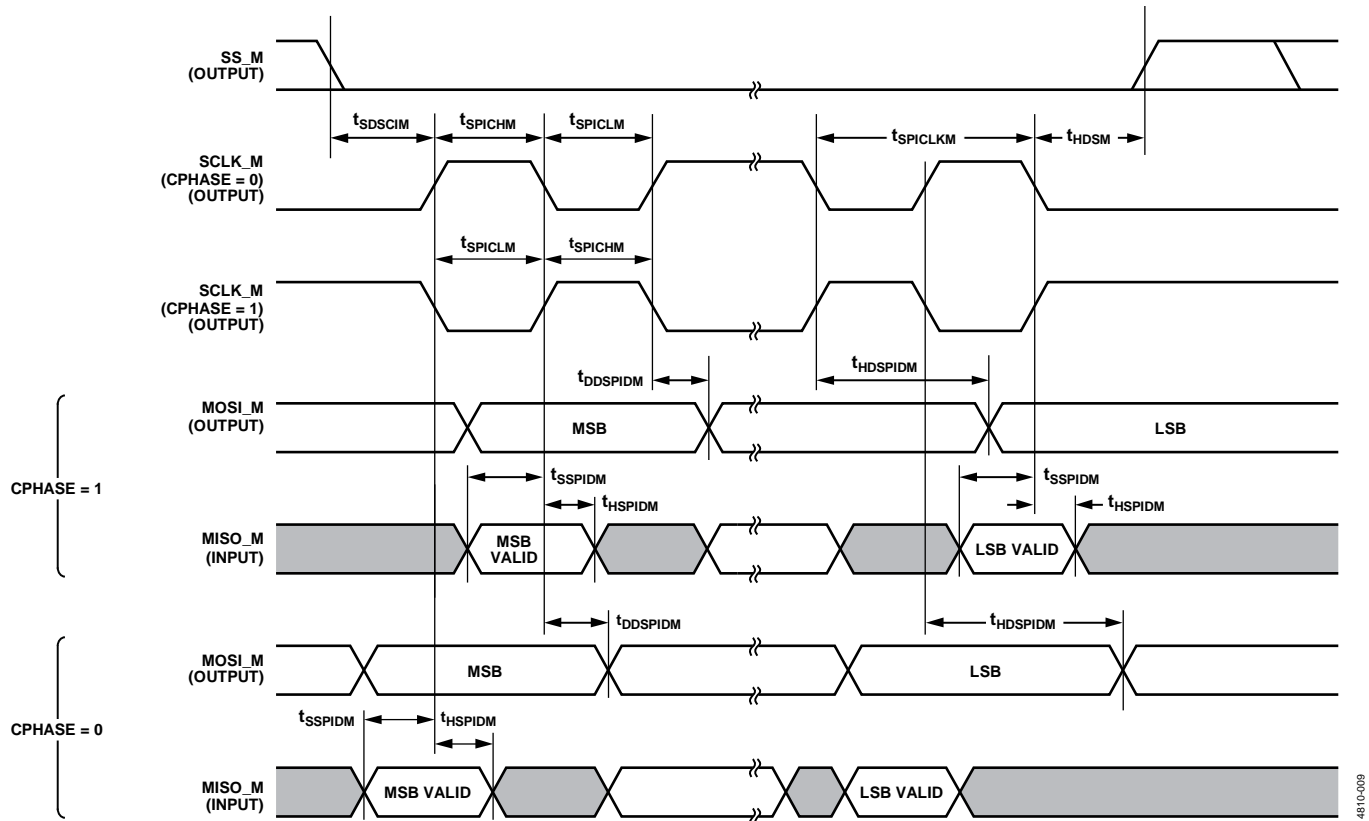 SS_M
(OUTPUT)
tSDSCIM tSPICHM tSPICLM tSPICLKM tHDSM
SCLK_M
(CPHASE = 0)
(OUTPUT)
tSPICLM tSPICHM
SCLK_M
(CPHASE = 1)
(OUTPUT)
tDDSPIDM tHDSPIDM
MOSI_M
(OUTPUT)
MSB LSB
CPHASE = 1
tSSPIDM tSSPIDM
tHSPIDM tHSPIDM
MISO_M
(INPUT)
MSB
VALID
LSB VALID
tDDSPIDM tHDSPIDM
MOSI_M
(OUTPUT)
MSB LSB
CPHASE = 0
tSSPIDM tHSPIDM
MISO_M
(INPUT)
MSB VALID LSB VALID
4810-009